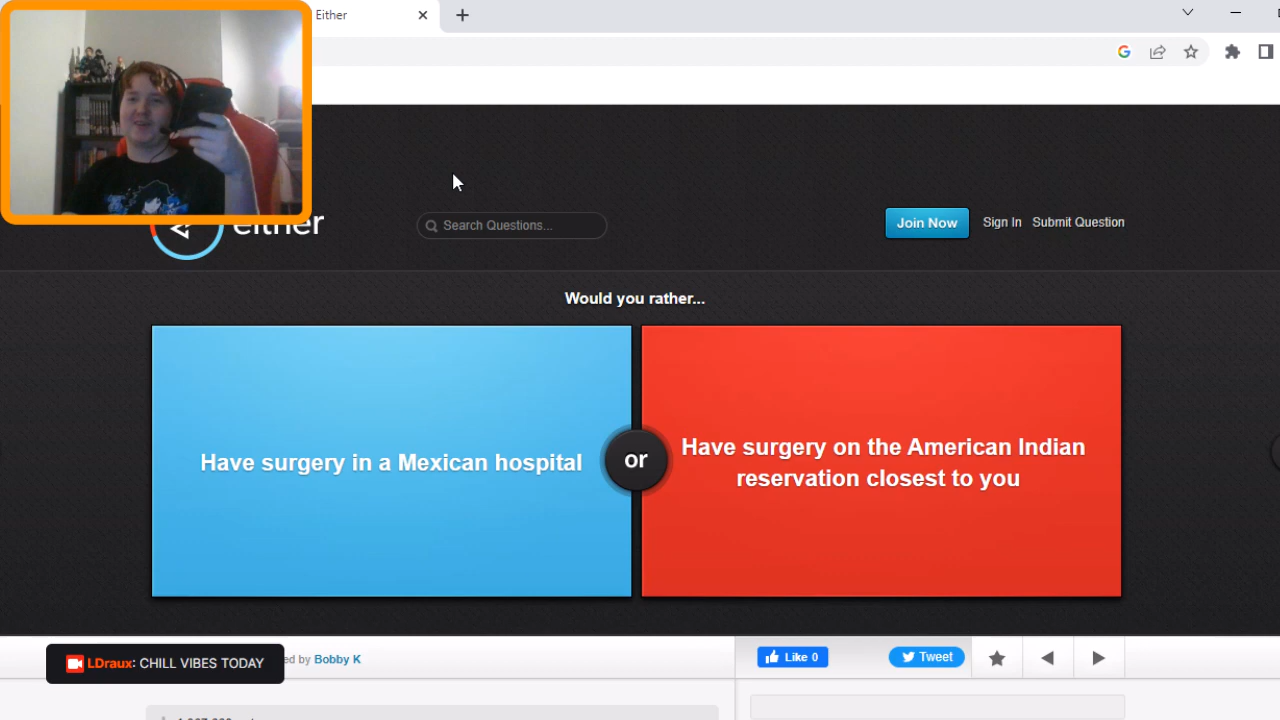 Either
either
Search Questions...
Join Now
Sign In
Submit Question
Would you rather...
Have surgery in a Mexican hospital
or
Have surgery on the American Indian
reservation closest to you
LDraux: CHILL VIBES TODAY
ed by Bobby K
Like 0
Tweet